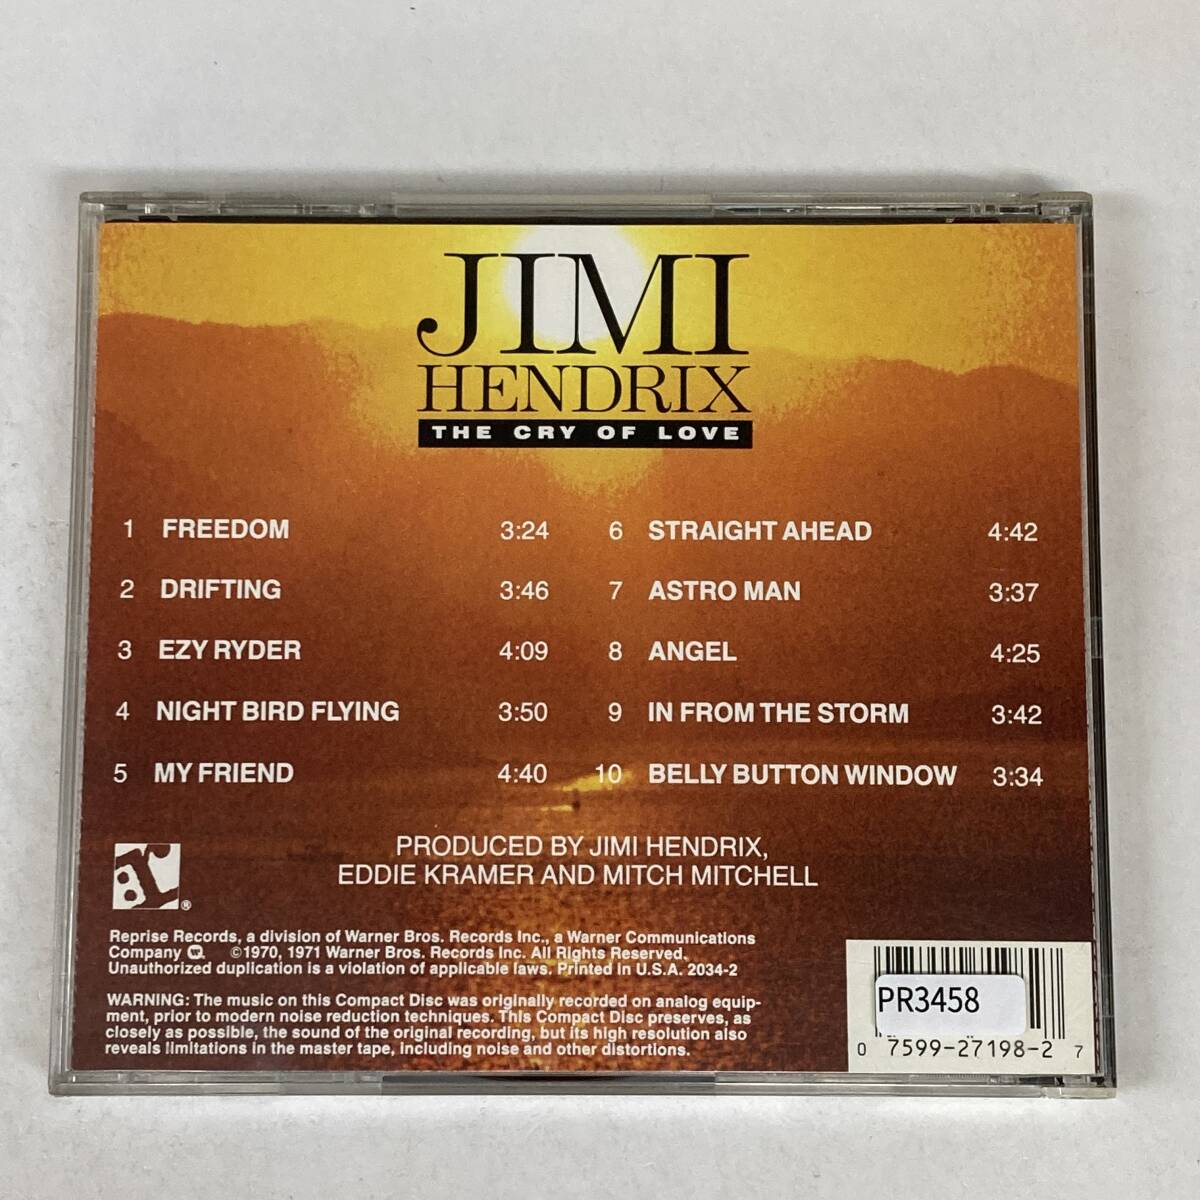 JIMI
HENDRIX
THE CRY OF LOVE
1 FREEDOM 3:24
2 DRIFTING 3:46
3 EZY RYDER 4:09
4 NIGHT BIRD FLYING 3:50
5 MY FRIEND 4:40
6 STRAIGHT AHEAD 4:42
7 ASTRO MAN 3:37
8 ANGEL 4:25
9 IN FROM THE STORM 3:42
10 BELLY BUTTON WINDOW 3:34
PRODUCED BY JIMI HENDRIX,
EDDIE KRAMER AND MITCH MITCHELL
Reprise Records, a division of Warner Bros. Records Inc., a Warner Communications
Company ©1970, 1971 Warner Bros. Records Inc. All Rights Reserved.
Unauthorized duplication is a violation of applicable laws. Printed in U.S.A. 2034-2
WARNING: The music on this Compact Disc was originally recorded on analog equip-
ment, prior to modern noise reduction techniques. This Compact Disc preserves, as
closely as possible, the sound of the original recording, but its high resolution also
reveals limitations in the master tape, including noise and other distortions.
PR3458
0 7599-27198-2 7